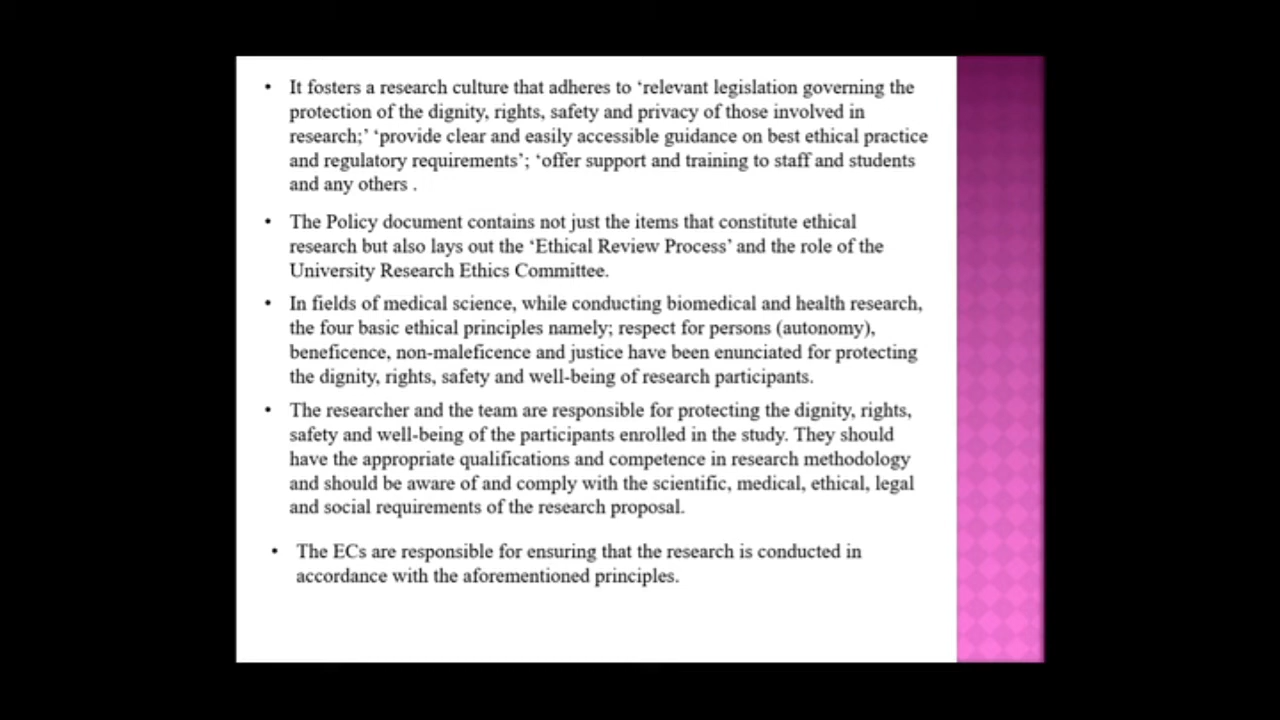 • It fosters a research culture that adheres to ‘relevant legislation governing the
protection of the dignity, rights, safety and privacy of those involved in
research;’ ‘provide clear and easily accessible guidance on best ethical practice
and regulatory requirements’; ‘offer support and training to staff and students
and any others .
• The Policy document contains not just the items that constitute ethical
research but also lays out the ‘Ethical Review Process’ and the role of the
University Research Ethics Committee.
• In fields of medical science, while conducting biomedical and health research,
the four basic ethical principles namely; respect for persons (autonomy),
beneficence, non-maleficence and justice have been enunciated for protecting
the dignity, rights, safety and well-being of research participants.
• The researcher and the team are responsible for protecting the dignity, rights,
safety and well-being of the participants enrolled in the study. They should
have the appropriate qualifications and competence in research methodology
and should be aware of and comply with the scientific, medical, ethical, legal
and social requirements of the research proposal.
• The ECs are responsible for ensuring that the research is conducted in
accordance with the aforementioned principles.